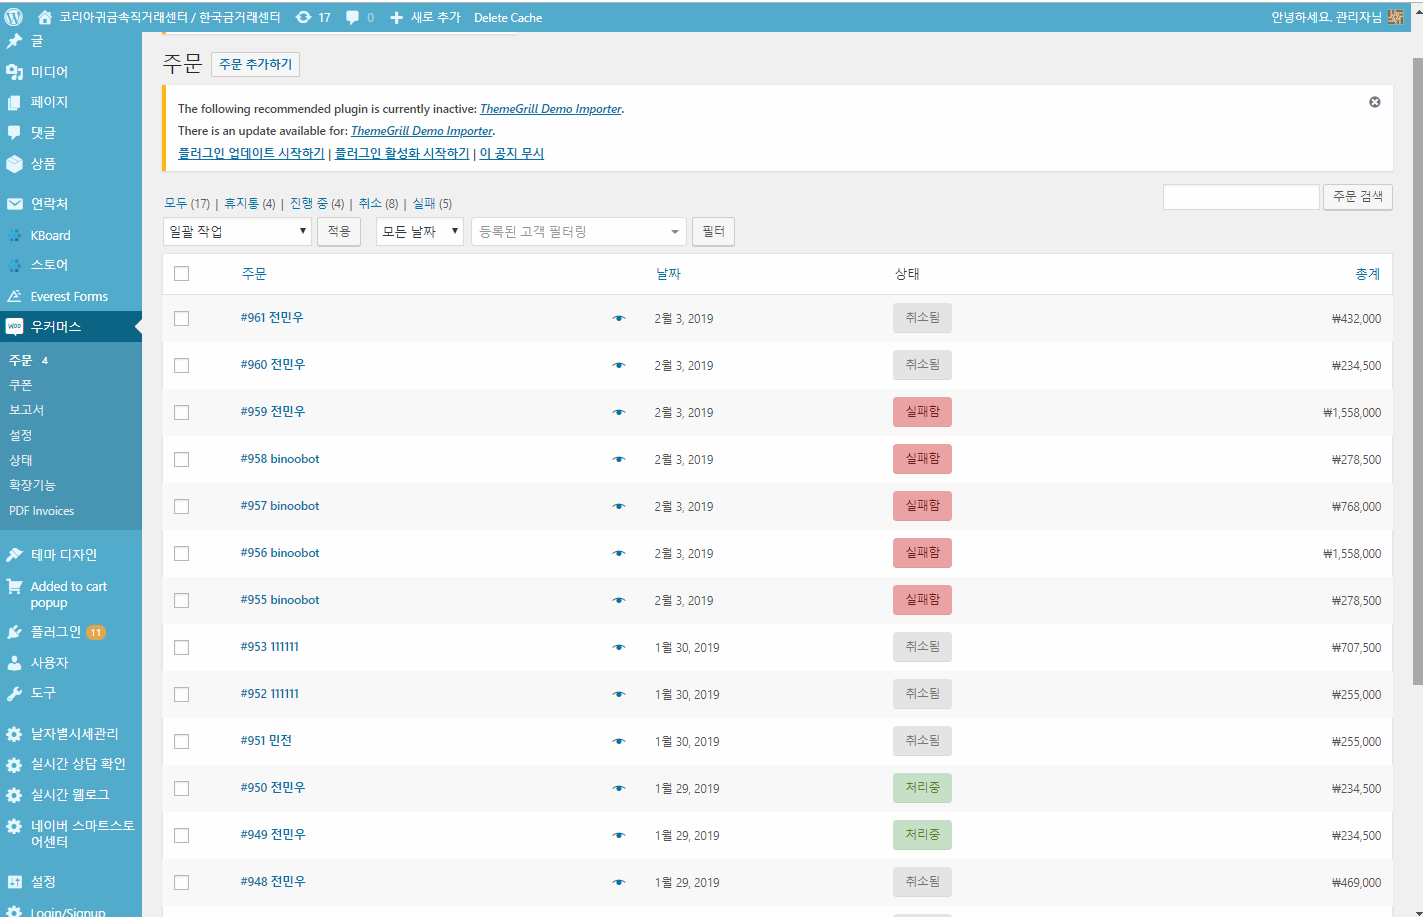 코리아귀금속직거래센터 / 한국금거래센터 17 0 새로 추가 Delete Cache 안녕하세요. 관리자님
글
미디어
페이지
댓글
상품
연락처
KBoard
스토어
Everest Forms
우커머스
주문 4
쿠폰
보고서
설정
상태
확장기능
PDF Invoices
테마 디자인
Added to cart
popup
플러그인 11
사용자
도구
날자별시세관리
실시간 상담 확인
실시간 웹로그
네이버 스마트스토
어센터
설정
Login/Signup
주문 주문 추가하기
The following recommended plugin is currently inactive: ThemeGrill Demo Importer.
There is an update available for: ThemeGrill Demo Importer.
플러그인 업데이트 시작하기 | 플러그인 활성화 시작하기 | 이 공지 무시
모두 (17) | 휴지통 (4) | 진행 중 (4) | 취소 (8) | 실패 (5)
주문 검색
일괄 작업 적용 모든 날짜 등록된 고객 필터링 필터
주문 날짜 상태 총계
#961 전민우 2월 3, 2019 취소됨 ₩432,000
#960 전민우 2월 3, 2019 취소됨 ₩234,500
#959 전민우 2월 3, 2019 실패함 ₩1,558,000
#958 binoobot 2월 3, 2019 실패함 ₩278,500
#957 binoobot 2월 3, 2019 실패함 ₩768,000
#956 binoobot 2월 3, 2019 실패함 ₩1,558,000
#955 binoobot 2월 3, 2019 실패함 ₩278,500
#953 111111 1월 30, 2019 취소됨 ₩707,500
#952 111111 1월 30, 2019 취소됨 ₩255,000
#951 민전 1월 30, 2019 취소됨 ₩255,000
#950 전민우 1월 29, 2019 처리중 ₩234,500
#949 전민우 1월 29, 2019 처리중 ₩234,500
#948 전민우 1월 29, 2019 취소됨 ₩469,000